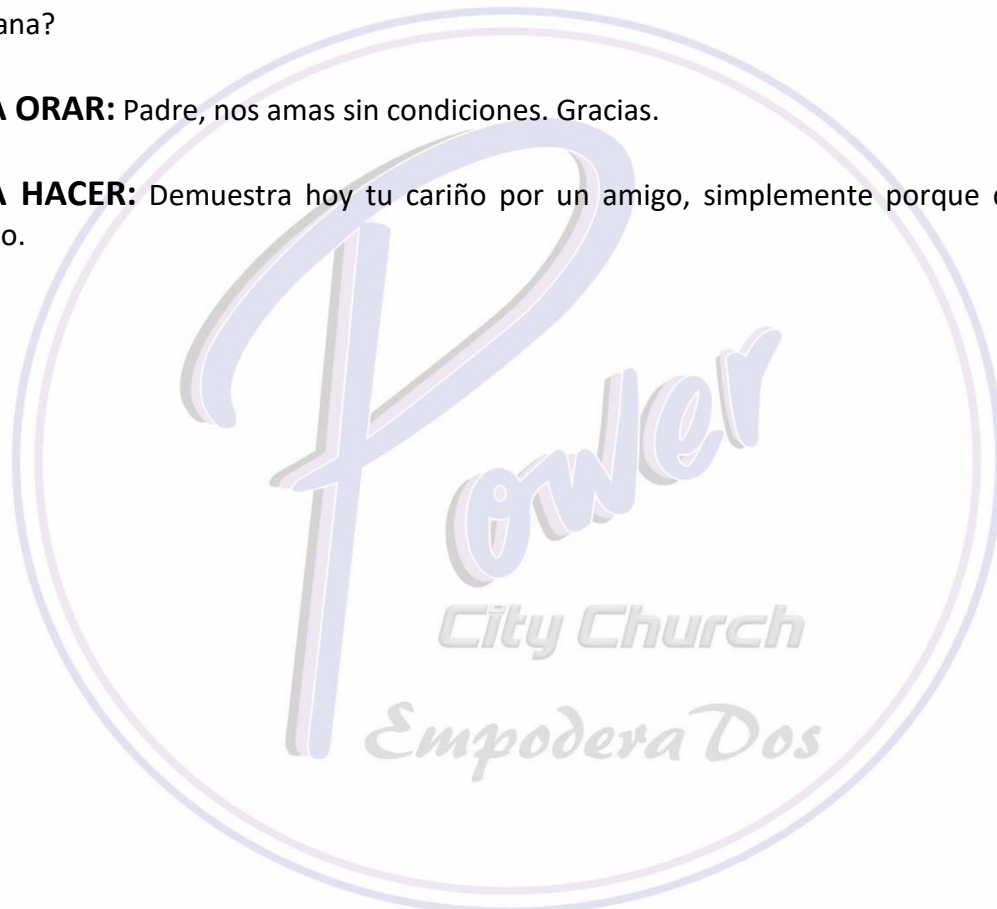 ana?
A ORAR: Padre, nos amas sin condiciones. Gracias.
A HACER: Demuestra hoy tu cariño por un amigo, simplemente porque
o.
Power
City Church
EmpoderaDos